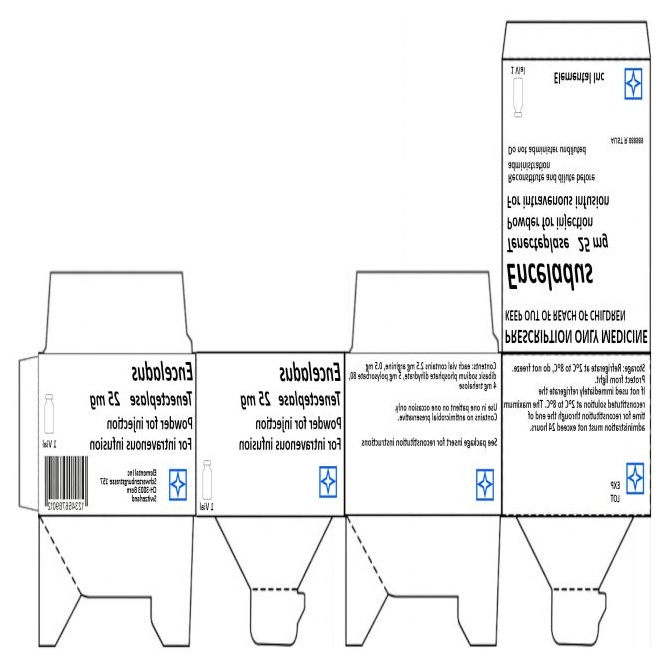 PRESCRIPTION ONLY MEDICINE
KEEP OUT OF REACH OF CHILDREN
Enceladus
Tenecteplase 25 mg
Powder for injection
For intravenous infusion
Reconstitute and dilute before
administration
Do not administer undiluted
AUST R
Elemental Inc
1 Vial
Enceladus
Tenecteplase 25 mg
Powder for injection
For intravenous infusion
1 Vial
Elemental Inc
Schwarzenburgstrasse 157
CH-3003 Bern
Switzerland
123456789012
Enceladus
Tenecteplase 25 mg
Powder for injection
For intravenous infusion
1 Vial
Contents: each vial contains 2.5 mg arginine, 0.5 mg
dibasic sodium phosphate dihydrate, 5 mg polysorbate 80,
4 mg trehalose
Use in one patient on one occasion only.
Contains no antimicrobial preservative.
See package insert for reconstitution instructions
Storage: Refrigerate at 2°C to 8°C, do not freeze.
Protect from light.
If not used immediately refrigerate the
reconstituted solution at 2°C to 8°C. The maximum
time for reconstitution through the end of
administration must not exceed 24 hours.
EXP
LOT